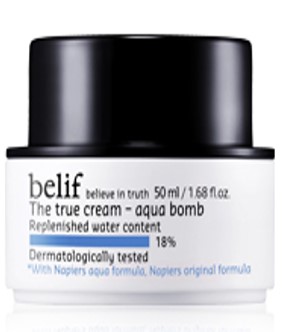 belif believe in truth 50 ml / 1.68 fl.oz.
The true cream - aqua bomb
Replenished water content
18%
Dermatologically tested
*With Napiers aqua formula, Napiers original formula